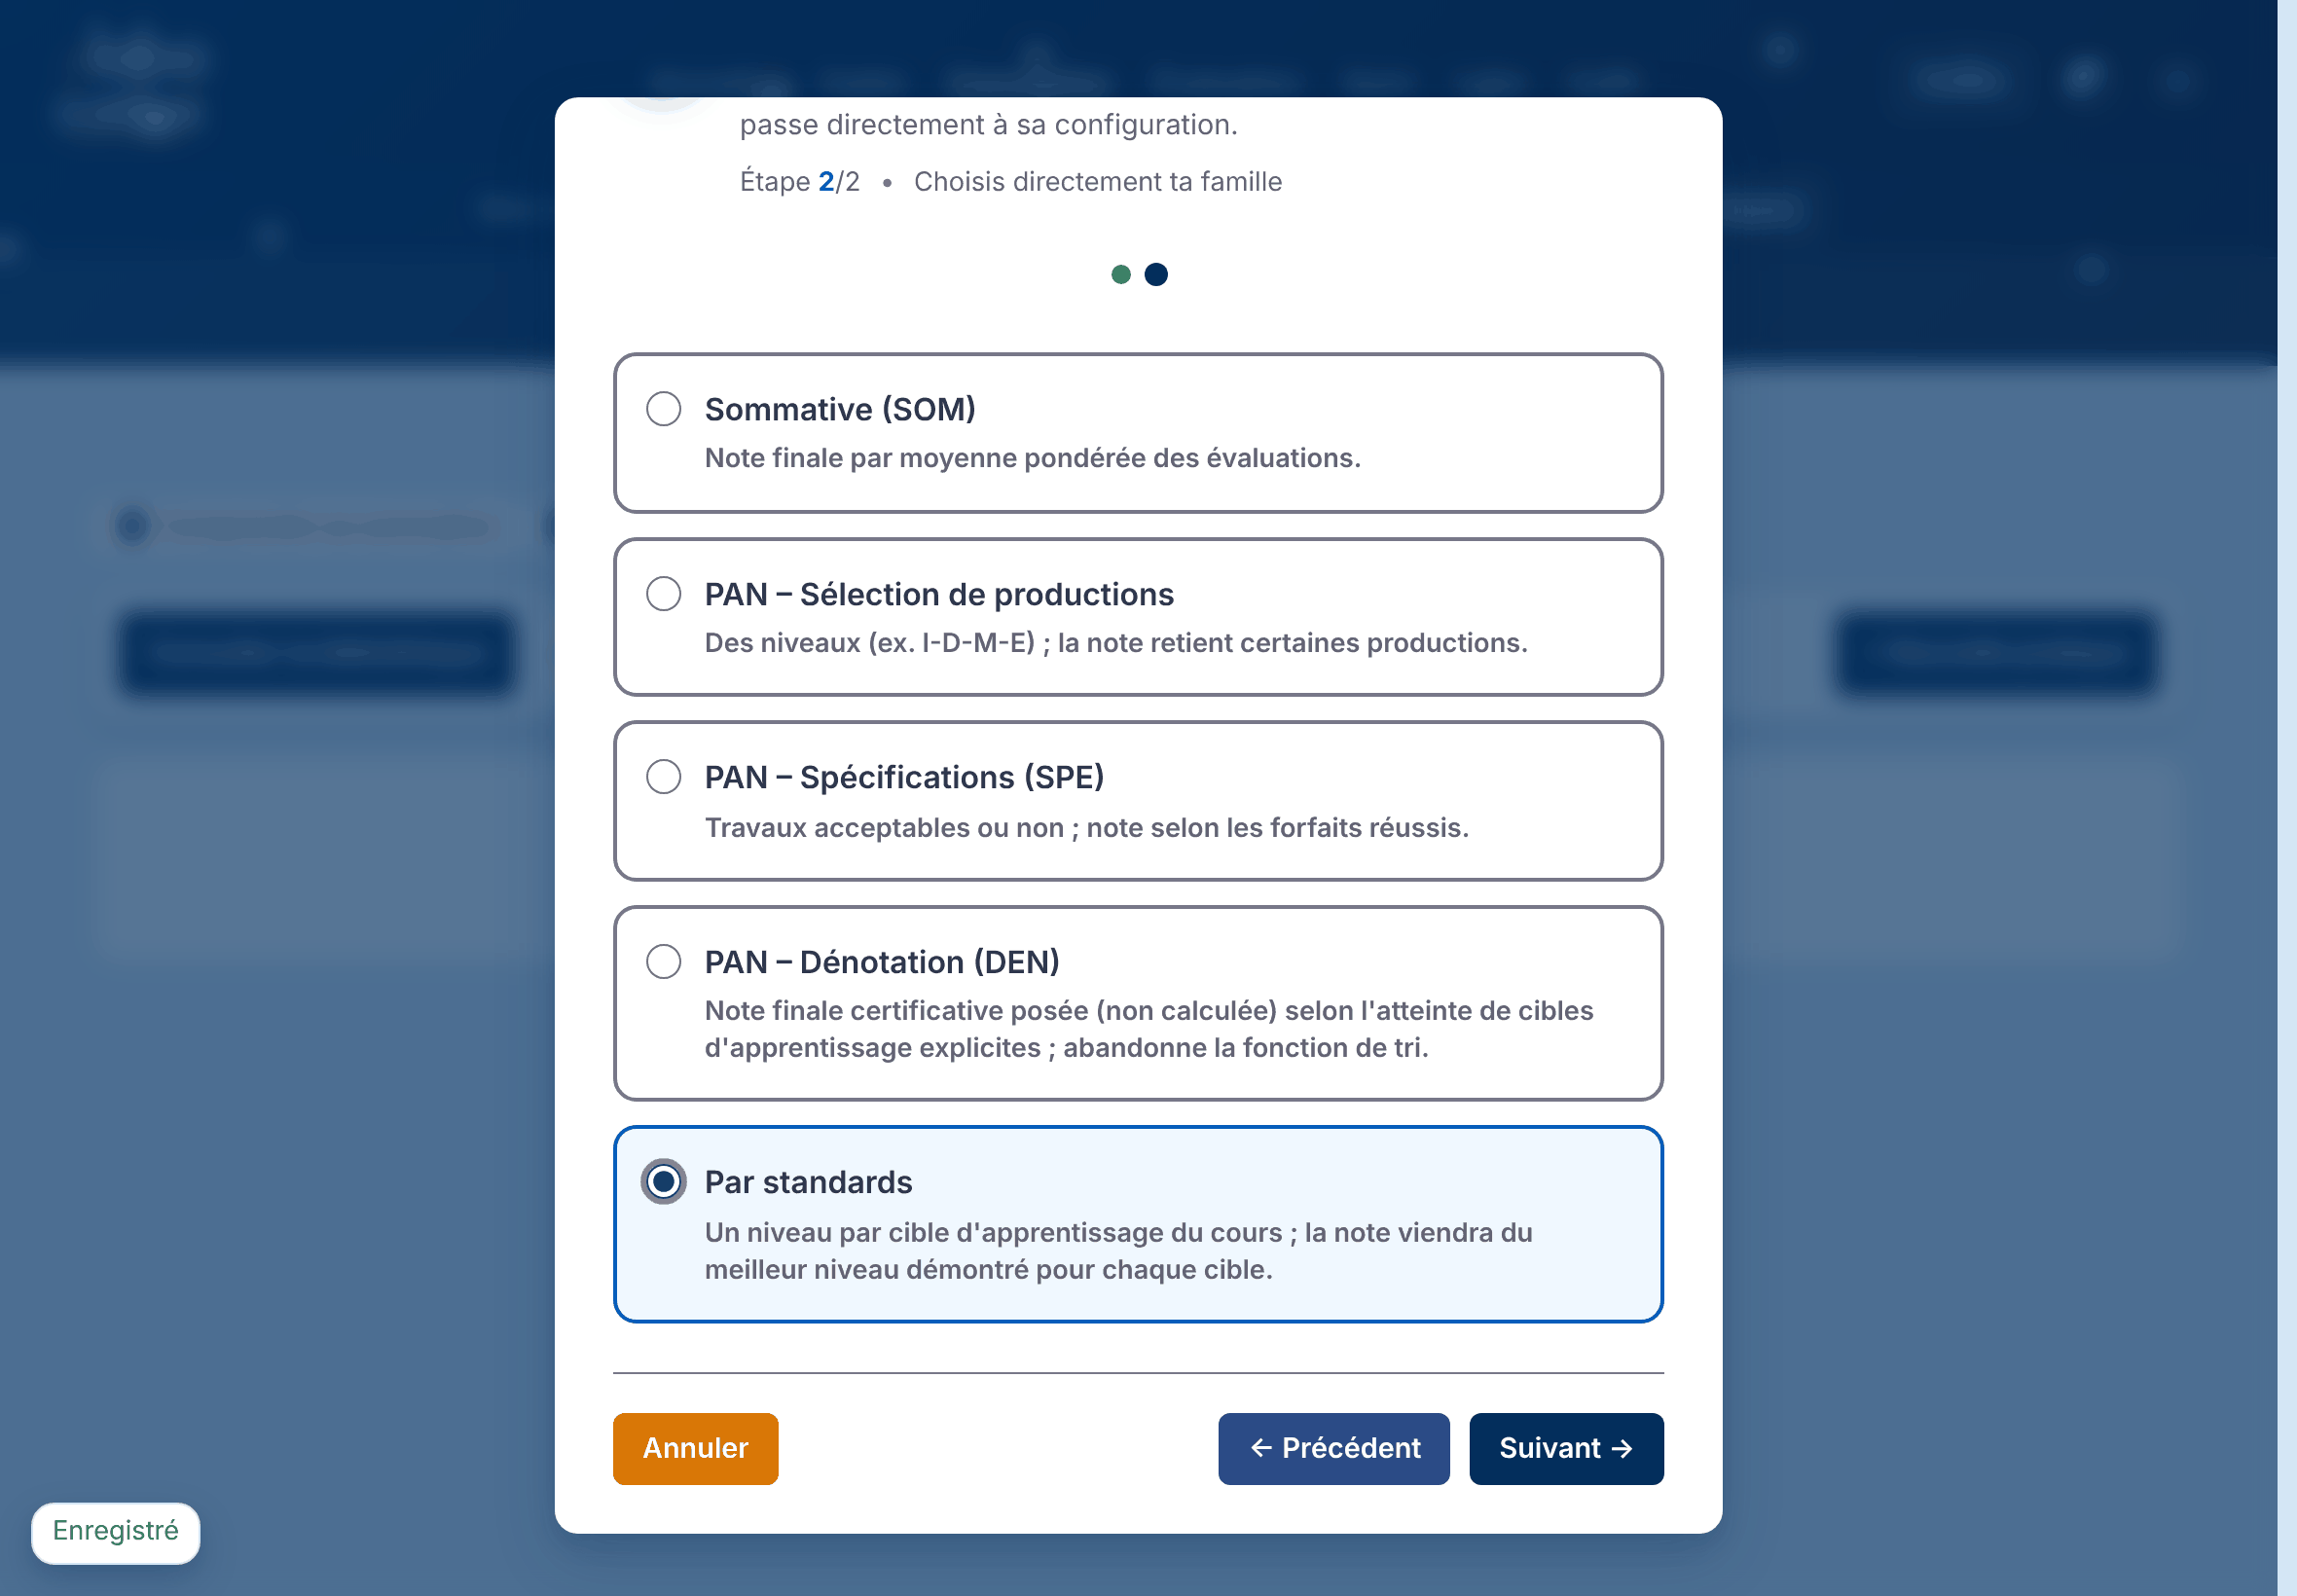 passe directement à sa configuration.
Étape 2/2 • Choisis directement ta famille
Sommative (SOM)
Note finale par moyenne pondérée des évaluations.
PAN – Sélection de productions
Des niveaux (ex. I-D-M-E) ; la note retient certaines productions.
PAN – Spécifications (SPE)
Travaux acceptables ou non ; note selon les forfaits réussis.
PAN – Dénotation (DEN)
Note finale certificative posée (non calculée) selon l'atteinte de cibles
d'apprentissage explicites ; abandonne la fonction de tri.
Par standards
Un niveau par cible d'apprentissage du cours ; la note viendra du
meilleur niveau démontré pour chaque cible.
Annuler
← Précédent
Suivant →
Enregistré